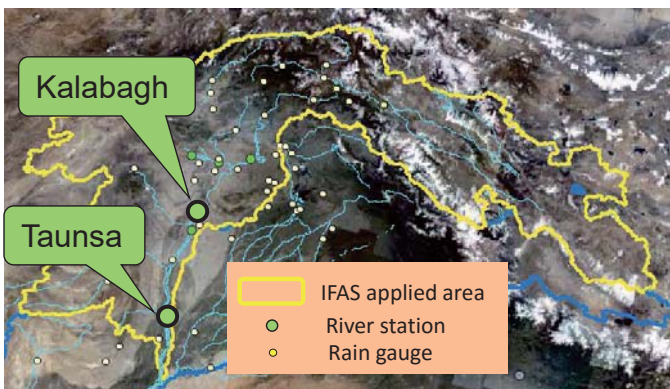 Kalabagh
Taunsa
IFAS applied area
River station
Rain gauge